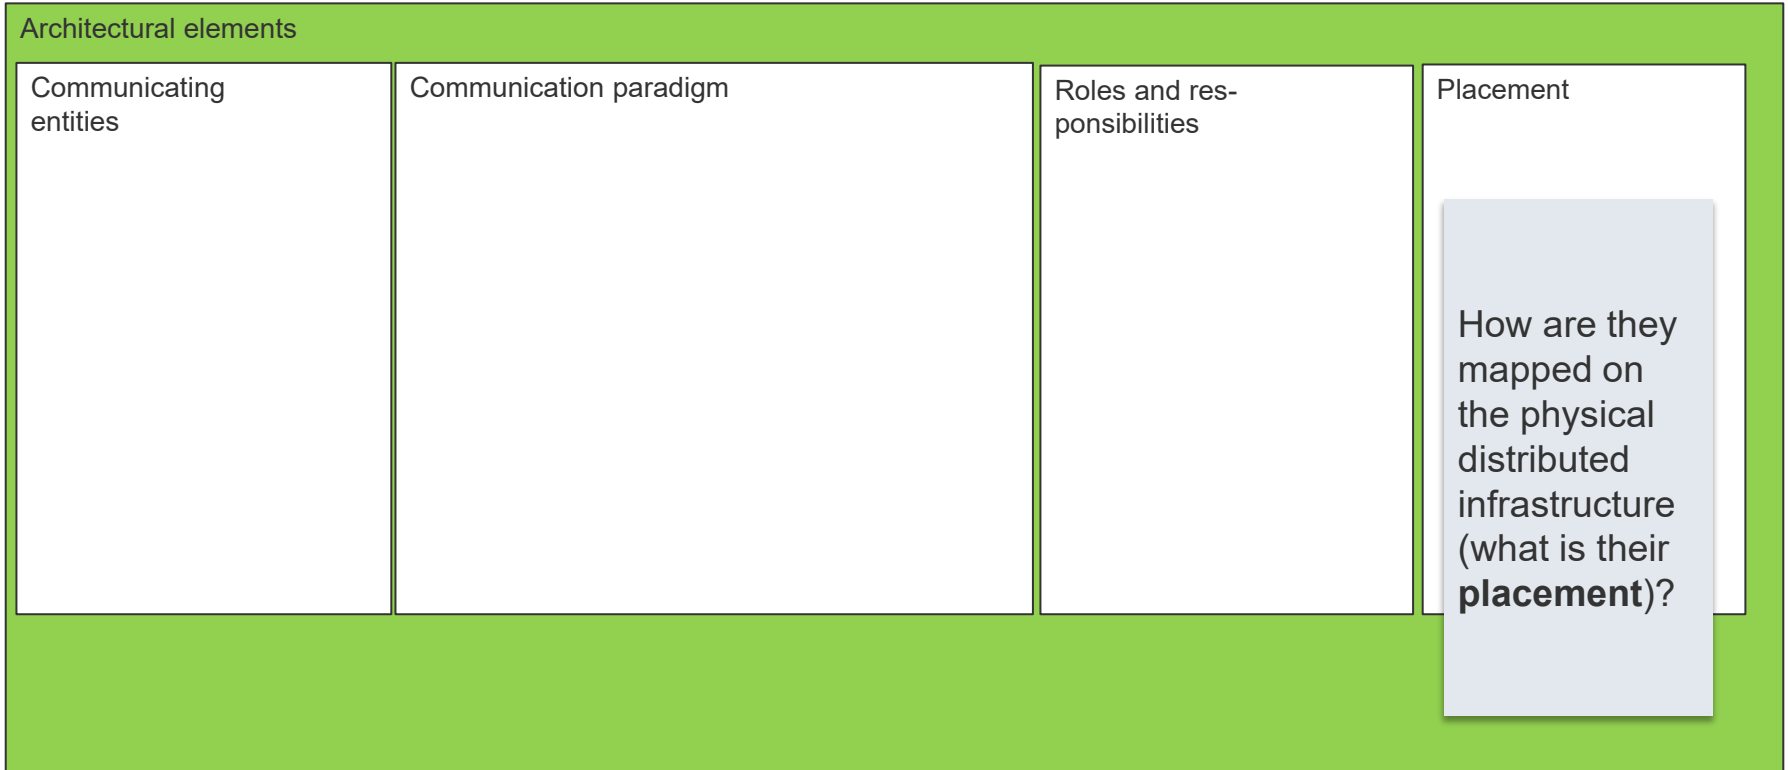 Architectural elements
Communicating
entities
Communication paradigm
Roles and res-
ponsibilities
Placement
How are they
mapped on
the physical
distributed
infrastructure
(what is their
placement)?